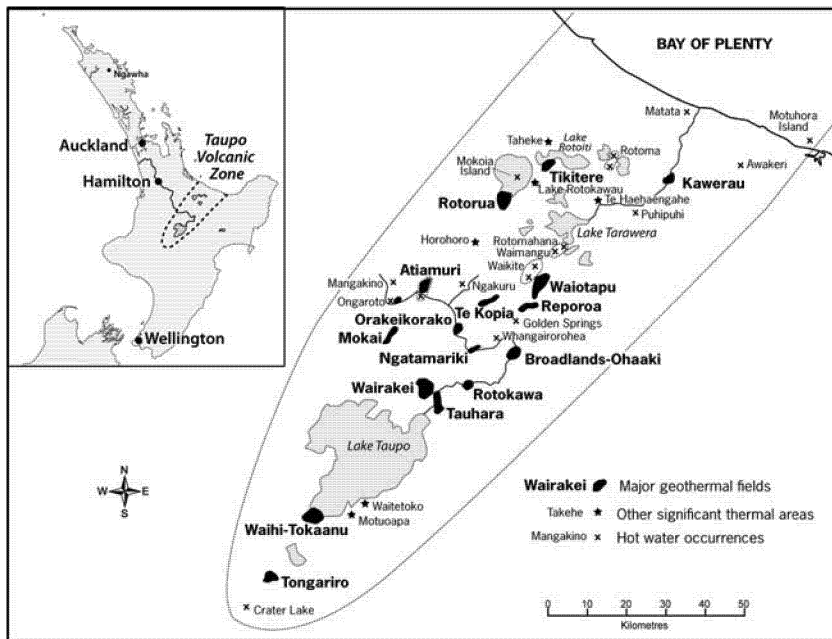 BAY OF PLENTY
Ngawha
Auckland
Hamilton
Taupo
Volcanic
Zone
Wellington
Matata
Motuhora
Island
Taheke
Lake
Rotoiti
Rotoma
Awakeri
Mokoia
Island
Tikitere
Lake Rotokawau
Kawerau
Te Haehaengahe
Rotorua
Puhipuhi
Lake Tarawera
Horohoro
Rotomahana
Waimangu
Waikite
Atiamuri
Mangakino
Ngakuru
Waiotapu
Ongaroto
Te Kopia
Reporoa
Orakeikorako
Golden Springs
Mokai
Whangairorohea
Ngatamariki
Broadlands-Ohaaki
Wairakei
Rotokawa
Tauhara
Lake Taupo
N
W E
S
Waitetoko
Motuoapa
Waihi-Tokaanu
Tongariro
Crater Lake
Wairakei Major geothermal fields
Takehe Other significant thermal areas
Mangakino Hot water occurrences
0 10 20 30 40 50
Kilometres